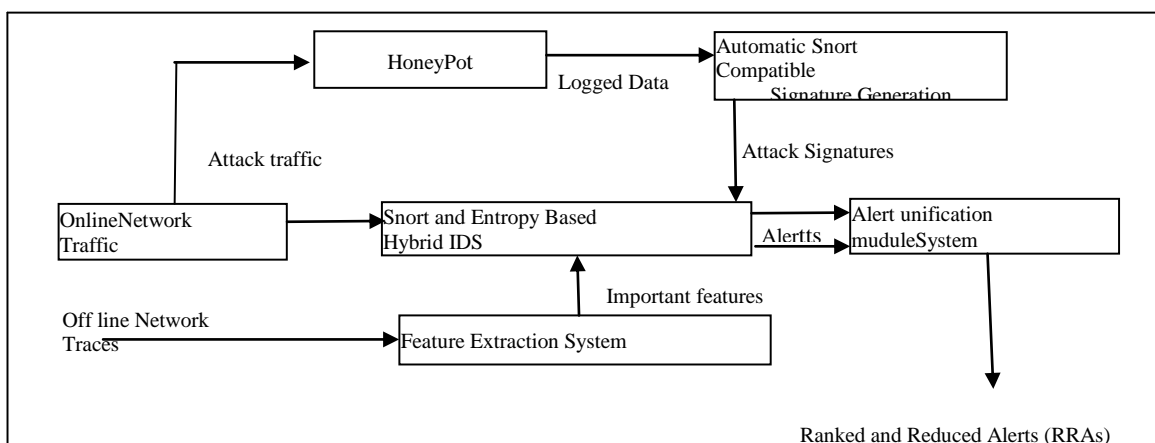 HoneyPot
Logged Data
Automatic Snort
Compatible
Signature Generation
Attack traffic
Attack Signatures
OnlineNetwork
Traffic
Snort and Entropy Based
Hybrid IDS
Alertts
Alert unification
muduleSystem
Important features
Off line Network
Traces
Feature Extraction System
Ranked and Reduced Alerts (RRAs)